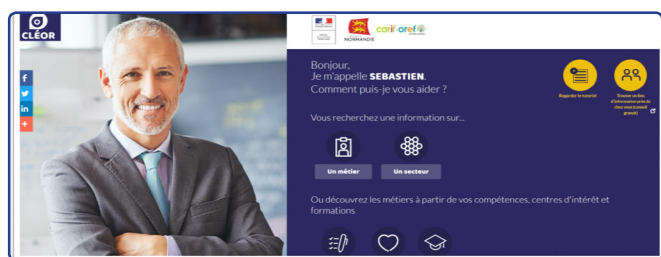 CLÉOR
NORMANDIE
carif-oref
Bonjour,
Je m'appelle SEBASTIEN.
Comment puis-je vous aider ?
Regarder le tutoriel
Trouver un lieu
d'information près de
chez vous (conseil
gratuit)
Vous recherchez une information sur...
Un métier
Un secteur
Ou découvrez les métiers à partir de vos compétences, centres d'intérêt et
formations